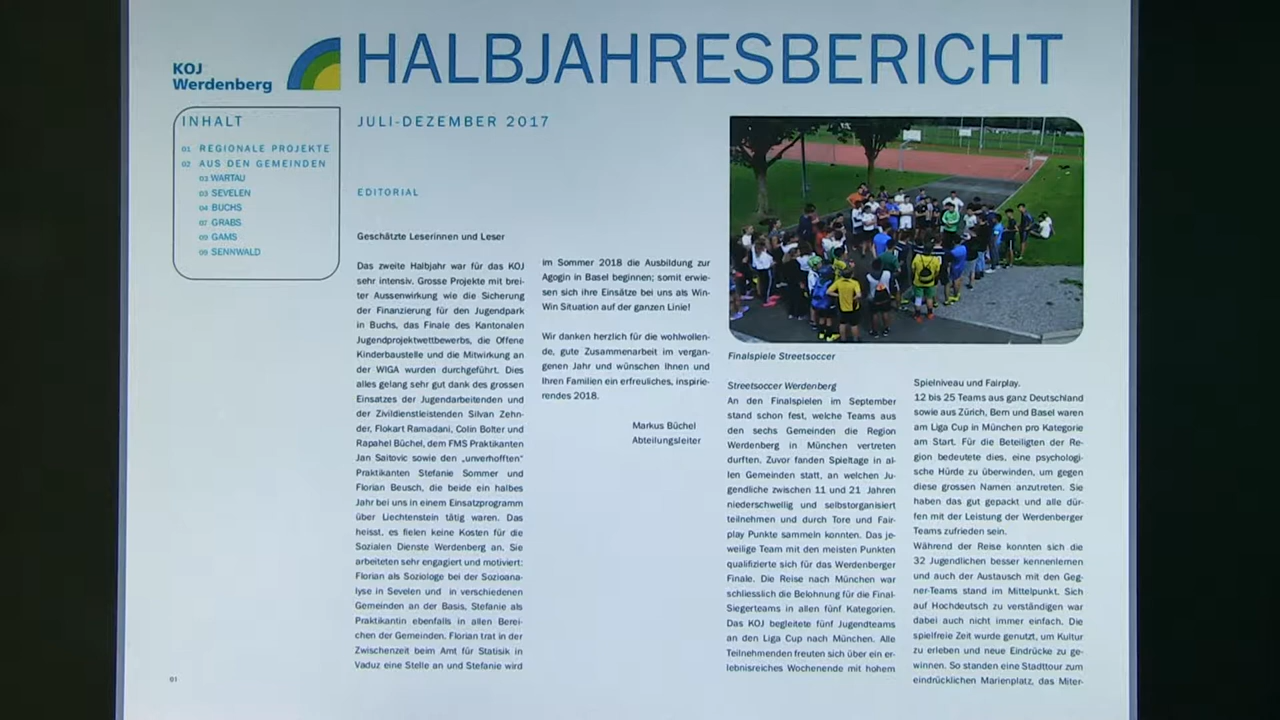 KOJ
Werdenberg
HALBJAHRESBERICHT
INHALT
01 REGIONALE PROJEKTE
02 AUS DEN GEMEINDEN
02 WARTAU
03 SEVELEN
04 BUCHS
07 GRABS
09 GAMS
09 SENNWALD
JULI-DEZEMBER 2017
EDITORIAL
Geschätzte Leserinnen und Leser
Das zweite Halbjahr war für das KOJ
sehr intensiv. Grosse Projekte mit brei-
ter Aussenwirkung wie die Sicherung
der Finanzierung für den Jugendpark
in Buchs, das Finale des Kantonalen
Jugendprojektwettbewerbs, die Offene
Kinderbaustelle und die Mitwirkung an
der WIGA wurden durchgeführt. Dies
alles gelang sehr gut dank des grossen
Einsatzes der Jugendarbeitenden und
der Zivildienstleistenden Silvan Zehn-
der, Flokart Ramadani, Colin Bolter und
Rapahel Büchel, dem FMS Praktikanten
Jan Saitovic sowie den „unverhofften“
Praktikanten Stefanie Sommer und
Florian Beusch, die beide ein halbes
Jahr bei uns in einem Einsatzprogramm
über Liechtenstein tätig waren. Das
heisst, es fielen keine Kosten für die
Sozialen Dienste Werdenberg an. Sie
arbeiteten sehr engagiert und motiviert:
Florian als Soziologe bei der Sozioana-
lyse in Sevelen und in verschiedenen
Gemeinden an der Basis, Stefanie als
Praktikantin ebenfalls in allen Berei-
chen der Gemeinden. Florian trat in der
Zwischenzeit beim Amt für Statisik in
Vaduz eine Stelle an und Stefanie wird
im Sommer 2018 die Ausbildung zur
Agogin in Basel beginnen; somit erwie-
sen sich ihre Einsätze bei uns als Win-
Win Situation auf der ganzen Linie!
Wir danken herzlich für die wohlwollen-
de, gute Zusammenarbeit im vergan-
genen Jahr und wünschen Ihnen und
Ihren Familien ein erfreuliches, inspirie-
rendes 2018.
Markus Büchel
Abteilungsleiter
Finalspiele Streetsoccer
Streetsoccer Werdenberg
An den Finalspielen im September
stand schon fest, welche Teams aus
den sechs Gemeinden die Region
Werdenberg in München vertreten
durften. Zuvor fanden Spieltage in al-
len Gemeinden statt, an welchen Ju-
gendliche zwischen 11 und 21 Jahren
niederschwellig und selbstorganisiert
teilnehmen und durch Tore und Fair-
play Punkte sammeln konnten. Das je-
weilige Team mit den meisten Punkten
qualifizierte sich für das Werdenberger
Finale. Die Reise nach München war
schliesslich die Belohnung für die Final-
Siegerteams in allen fünf Kategorien.
Das KOJ begleitete fünf Jugendteams
an den Liga Cup nach München. Alle
Teilnehmenden freuten sich über ein er-
lebnisreiches Wochenende mit hohem
Spielniveau und Fairplay.
12 bis 25 Teams aus ganz Deutschland
sowie aus Zürich, Bern und Basel waren
am Liga Cup in München pro Kategorie
am Start. Für die Beteiligten der Re-
gion bedeutete dies, eine psychologi-
sche Hürde zu überwinden, um gegen
diese grossen Namen anzutreten. Sie
haben das gut gepackt und alle dür-
fen mit der Leistung der Werdenberger
Teams zufrieden sein.
Während der Reise konnten sich die
32 Jugendlichen besser kennenlernen
und auch der Austausch mit den Geg-
ner-Teams stand im Mittelpunkt. Sich
auf Hochdeutsch zu verständigen war
dabei auch nicht immer einfach. Die
spielfreie Zeit wurde genutzt, um Kultur
zu erleben und neue Eindrücke zu ge-
winnen. So standen eine Stadttour zum
eindrücklichen Marienplatz, das Miter-
01